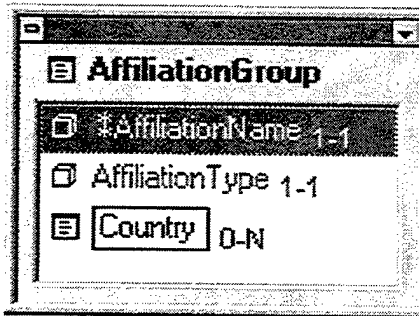 AffiliationGroup
‡AffiliationName 1-1
AffiliationType 1-1
Country 0-N